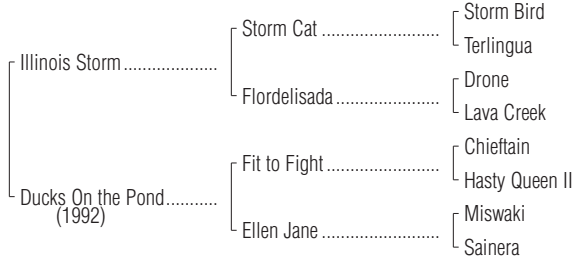 Storm Bird
Storm Cat ..........................
Terlingua
Illinois Storm ....................
Drone
Flordelisada ......................
Lava Creek
Chieftain
Fit to Fight ........................
Hasty Queen II
Ducks On the Pond ...........
(1992)
Miswaki
Ellen Jane .........................
Sainera